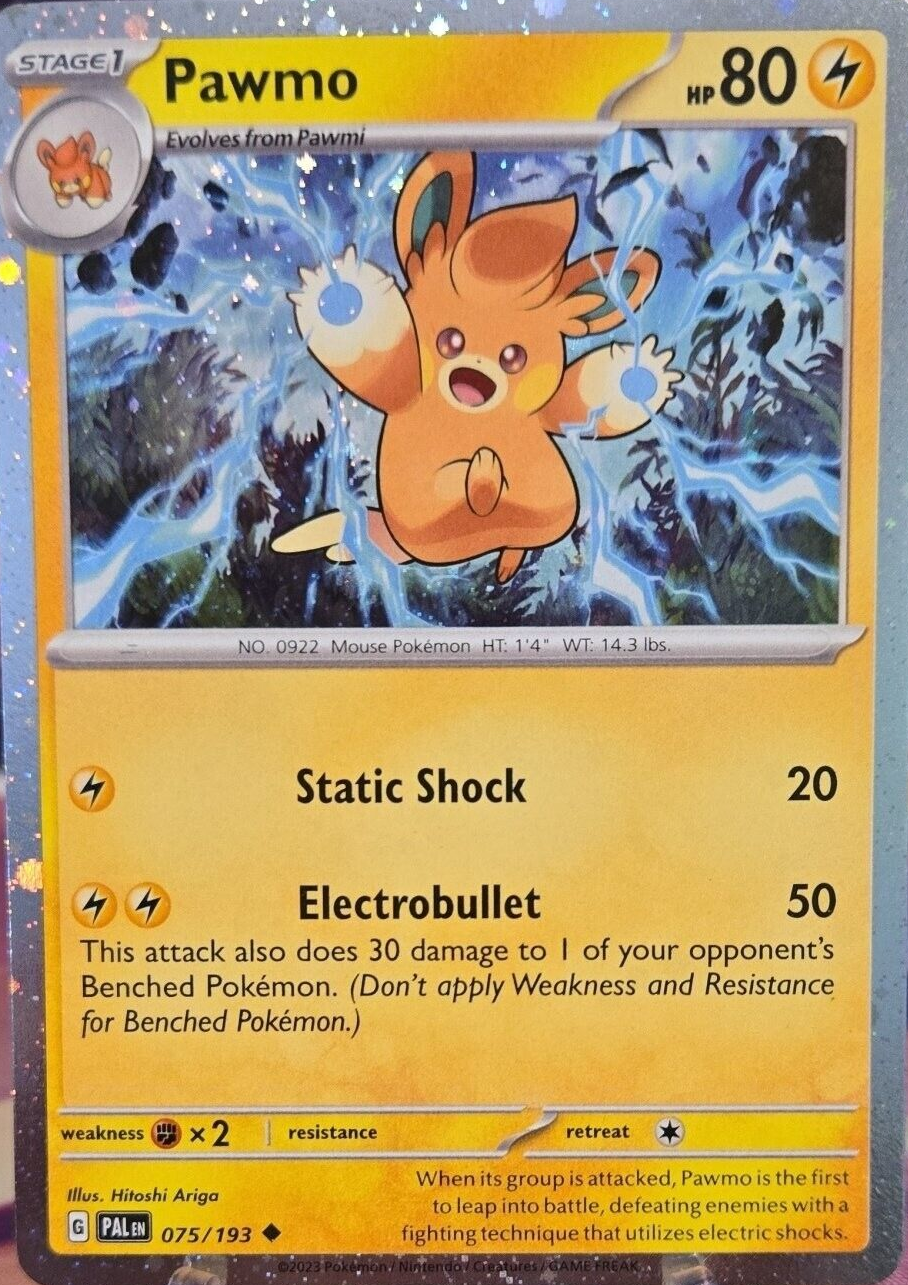 STAGE 1
Pawmo
HP 80
Evolves from Pawmi
NO. 0922 Mouse Pokémon HT: 1'4" WT: 14.3 lbs.
Static Shock 20
Electrobullet 50
This attack also does 30 damage to 1 of your opponent's
Benched Pokémon. (Don't apply Weakness and Resistance
for Benched Pokémon.)
weakness ×2 resistance retreat
Illus. Hitoshi Ariga
G PAL EN 075/193
When its group is attacked, Pawmo is the first
to leap into battle, defeating enemies with a
fighting technique that utilizes electric shocks.
©2023 Pokémon / Nintendo / Creatures / GAME FREAK